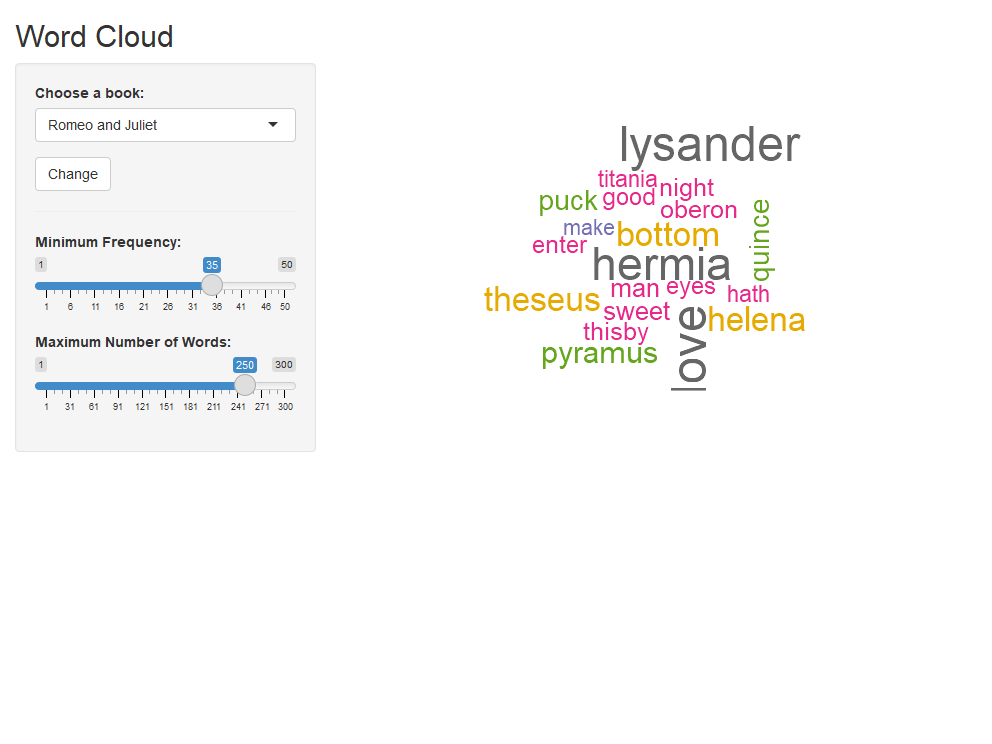 Word Cloud
Choose a book:
Romeo and Juliet
Change
Minimum Frequency:
1 35 50
1 6 11 16 21 26 31 36 41 46 50
Maximum Number of Words:
1 250 300
1 31 61 91 121 151 181 211 241 271 300
lysander
titania
night
puck
good
oberon
quince
make
bottom
enter
hermia
man
eyes
hath
theseus
sweet
helena
thisby
love
pyramus